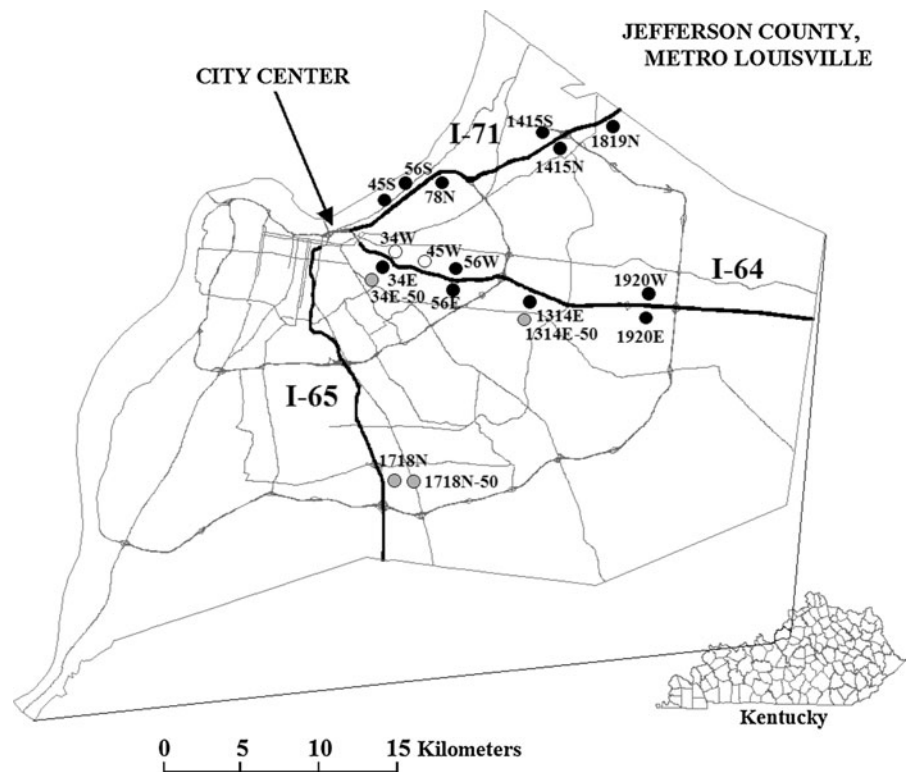 JEFFERSON COUNTY,
METRO LOUISVILLE
CITY CENTER
I-71
1415S
1819N
1415N
56S
45S
78N
34W
45W
56W
I-64
34E
34E-50
56E
1920W
1314E
1314E-50
1920E
I-65
1718N
1718N-50
Kentucky
0 5 10 15 Kilometers